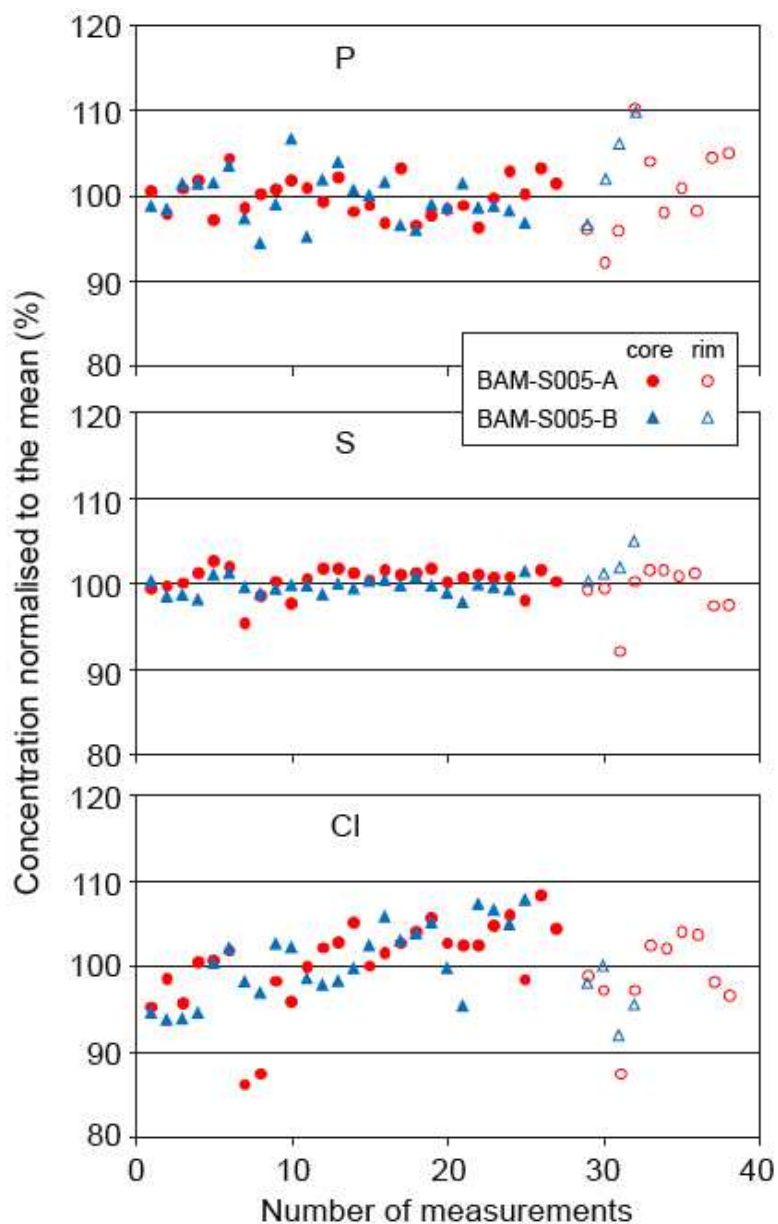 Concentration normalised to the mean (%)
120
P
110
100
90
80
core rim
BAM-S005-A
BAM-S005-B
120
S
110
100
90
80
120
Cl
110
100
90
80
0 10 20 30 40
Number of measurements